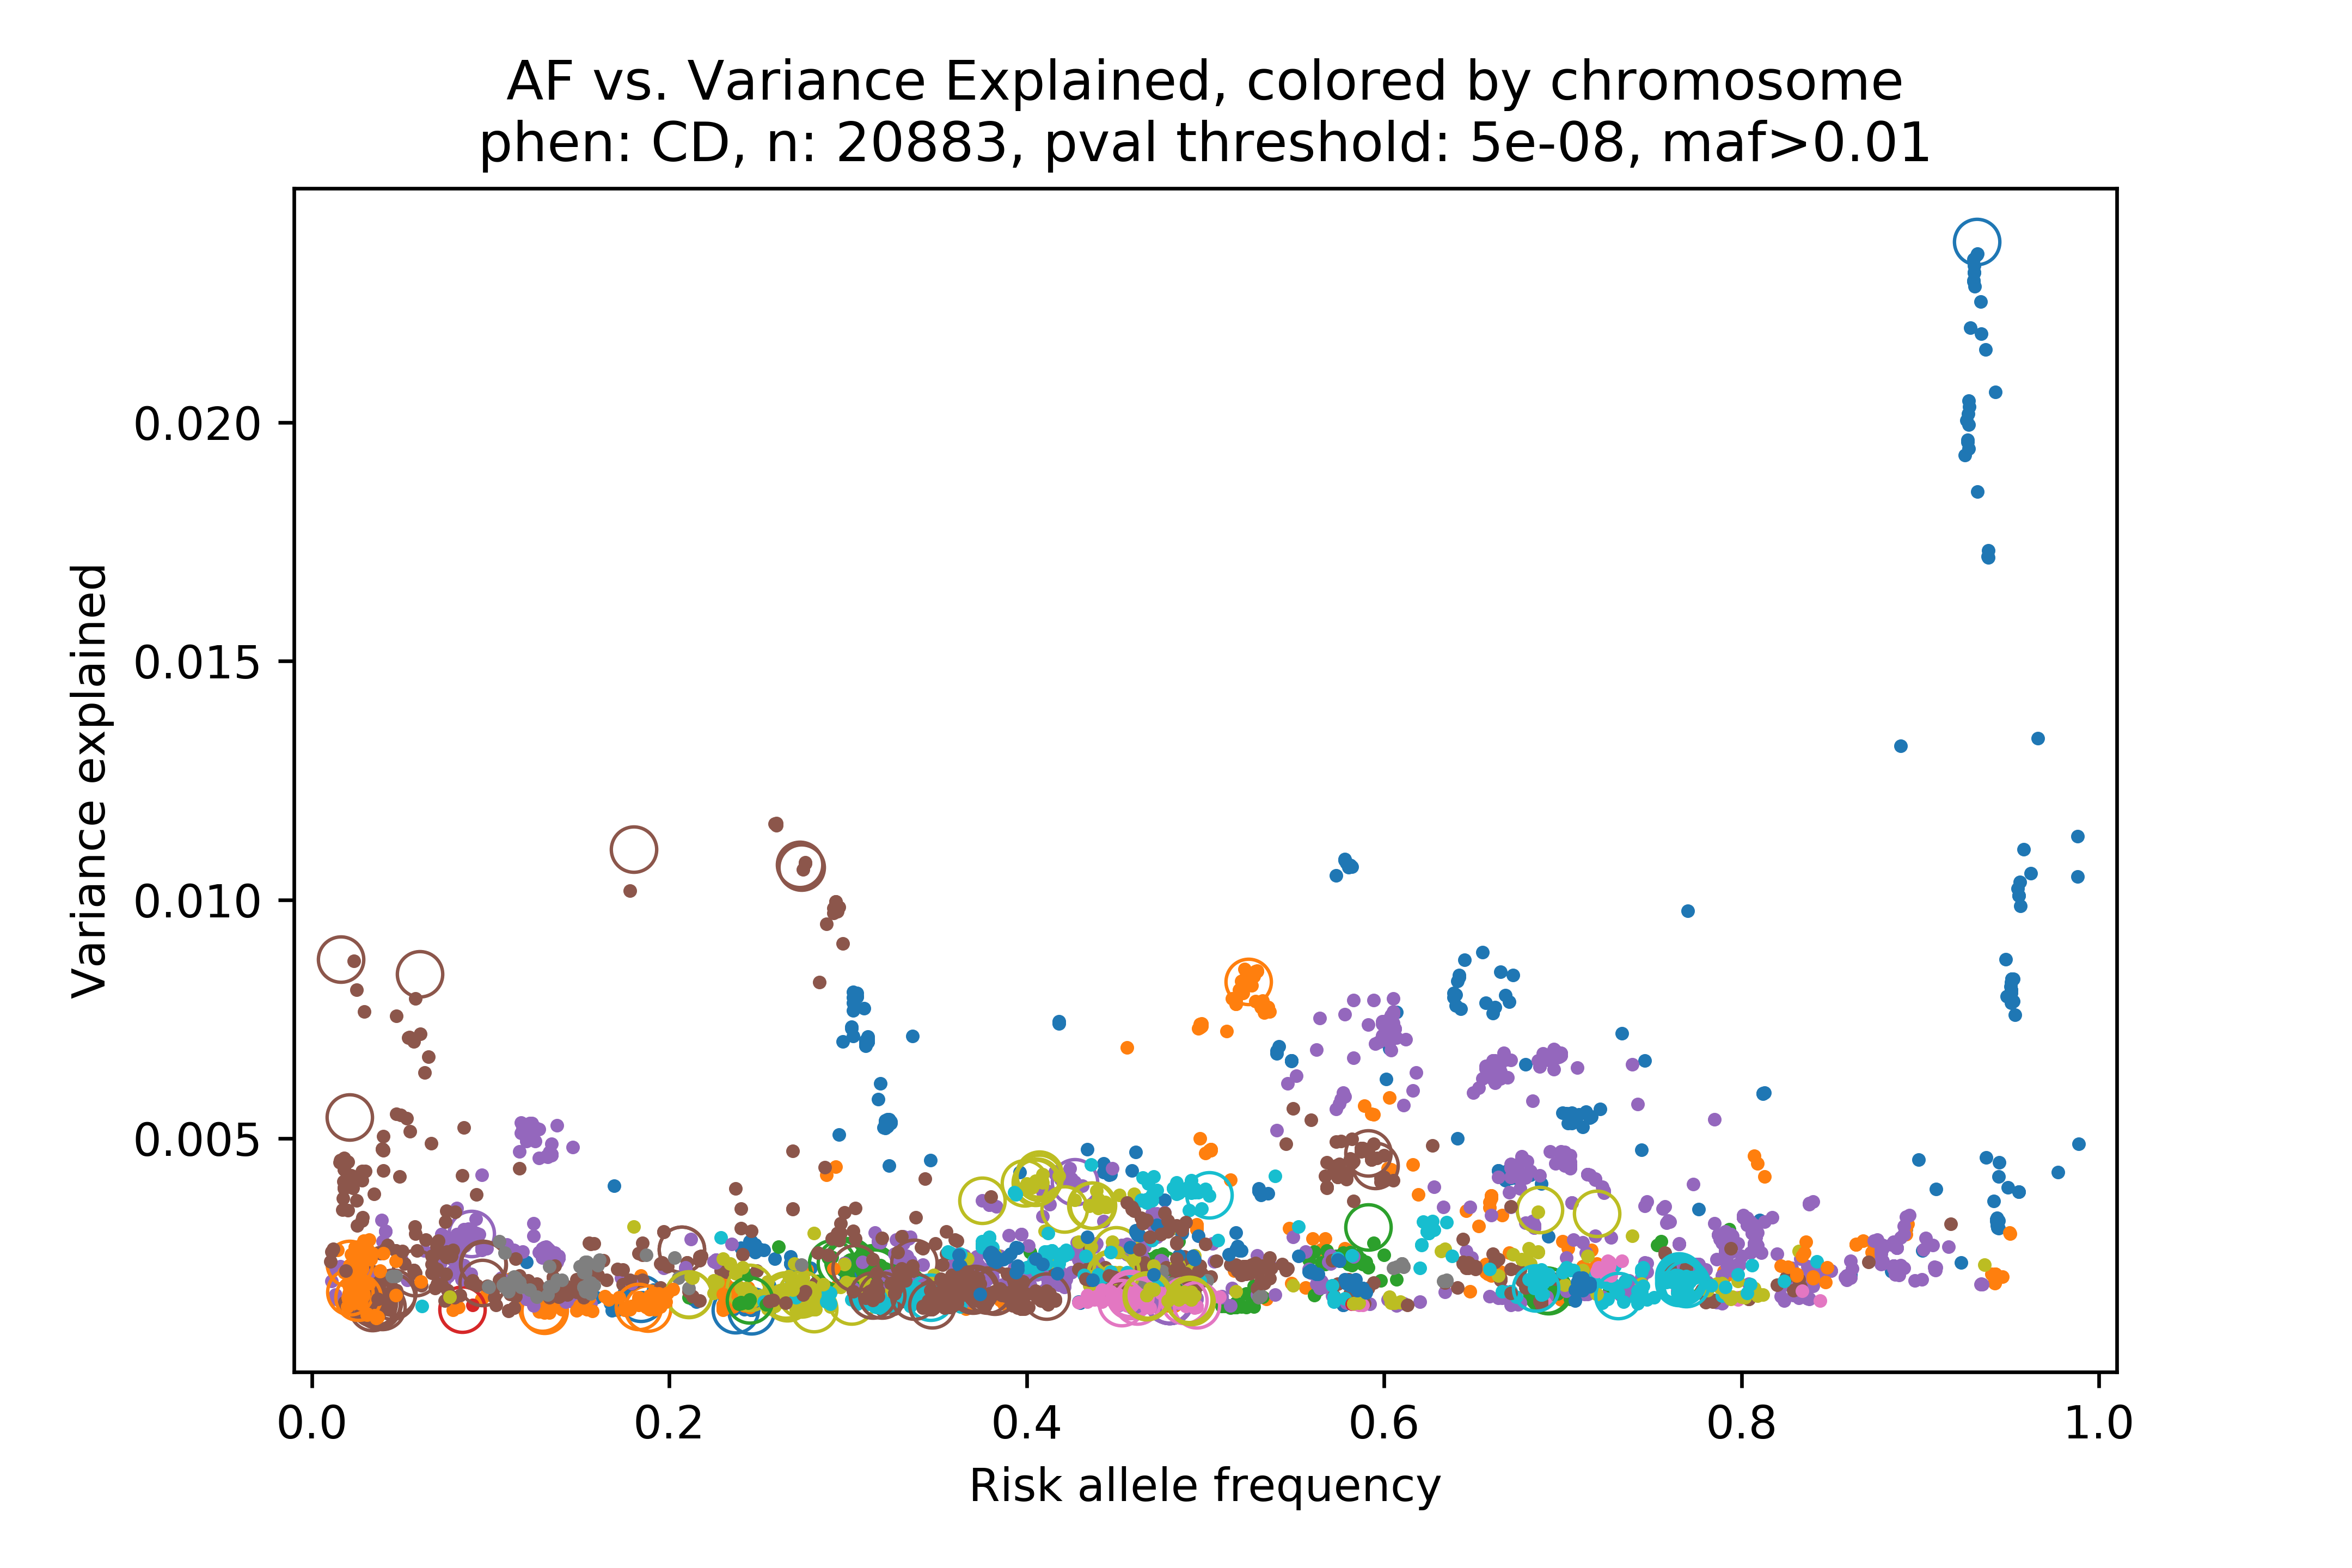 AF vs. Variance Explained, colored by chromosome
phen: CD, n: 20883, pval threshold: 5e-08, maf>0.01
Variance explained
0.020
0.015
0.010
0.005
0.0 0.2 0.4 0.6 0.8 1.0
Risk allele frequency